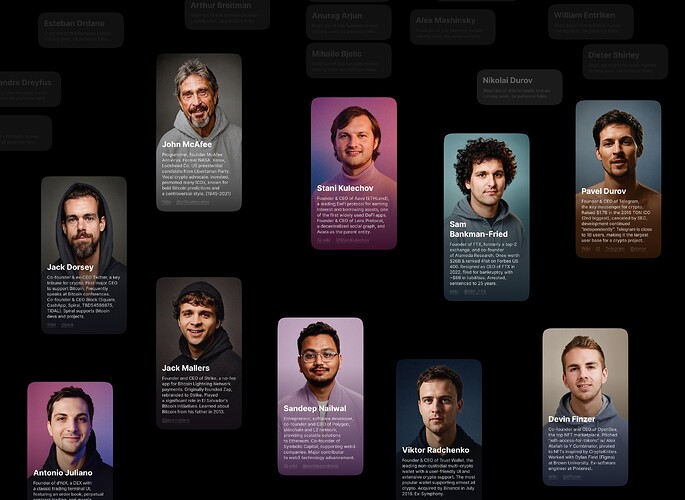 Esteban Ordano
Arthur Breitman
Anurag Arjun
Mihailo Bjelic
Alex Mashinsky
William Entriken
Dieter Shirley
Nikolai Durov
andre Dreyfus
John McAfee
Programmer, founder McAfee
Antivirus. Former NASA, Xerox,
Lockheed Co. US presidential
candidate from Libertarian Party.
Vocal crypto advocate, invested,
promoted many ICOs, known for
bold Bitcoin predictions and
a controversial style. (1945-2021)
Stani Kulechov
Founder & CEO of Aave (ETHLend),
a leading DeFi protocol for earning
interest and borrowing assets, one
of the first widely used DeFi apps.
Founder & CEO of Lens Protocol,
a decentralized social graph, and
Avara as the parent entity.
Sam
Bankman-Fried
Founder of FTX, formerly a top-3
exchange, and co-founder
of Alameda Research. Once worth
$26B & ranked 41st on Forbes US
400. Resigned as CEO of FTX in
2022, filed for bankruptcy with
~$8B in liabilities. Arrested,
sentenced to 25 years.
Pavel Durov
Founder & CEO of Telegram,
the key messenger for crypto.
Raised $1.7B in the 2018 TON ICO
(2nd biggest), canceled by SEC,
development continued
"independently". Telegram is close
to 1B users, making it the largest
user base for a crypto project.
Jack Dorsey
Co-founder & ex-CEO Twitter, a key
tribune for crypto. First major CEO
to support Bitcoin. Frequently
speaks at Bitcoin conferences.
Co-founder & CEO Block (Square,
CashApp, Spiral, TBD54566975,
TIDAL). Spiral supports Bitcoin
devs and projects.
Jack Mallers
Founder and CEO of Strike, a no-fee
app for Bitcoin Lightning Network
payments. Originally founded Zap,
rebranded to Strike. Played
a significant role in El Salvador's
Bitcoin initiatives. Learned about
Bitcoin from his father in 2013.
Sandeep Nailwal
Entrepreneur, software developer,
co-founder and CEO of Polygon,
sidechain and L2 network,
providing scalable solutions
to Ethereum. Co-Founder of
Symbolic Capital, supporting web3
companies. Major contributor
to web3 technology advancement.
Viktor Radchenko
Founder & CEO of Trust Wallet, the
leading non-custodial multi-crypto
wallet with a user-friendly UI and
extensive crypto support. The most
popular wallet supporting almost all
crypto. Acquired by Binance in July
2018. Ex-Symphony.
Devin Finzer
Co-founder and CEO of OpenSea,
the top NFT marketplace. Pitched
to Y Combinator, pivoted
to NFTs inspired by CryptoKitties.
Worked with Dylan Field (Figma)
at Brown University. Ex-software
engineer at Pinterest.
Antonio Juliano
Founder of dYdX, a DEX with
a classic trading terminal UI,
featuring an order book, perpetual